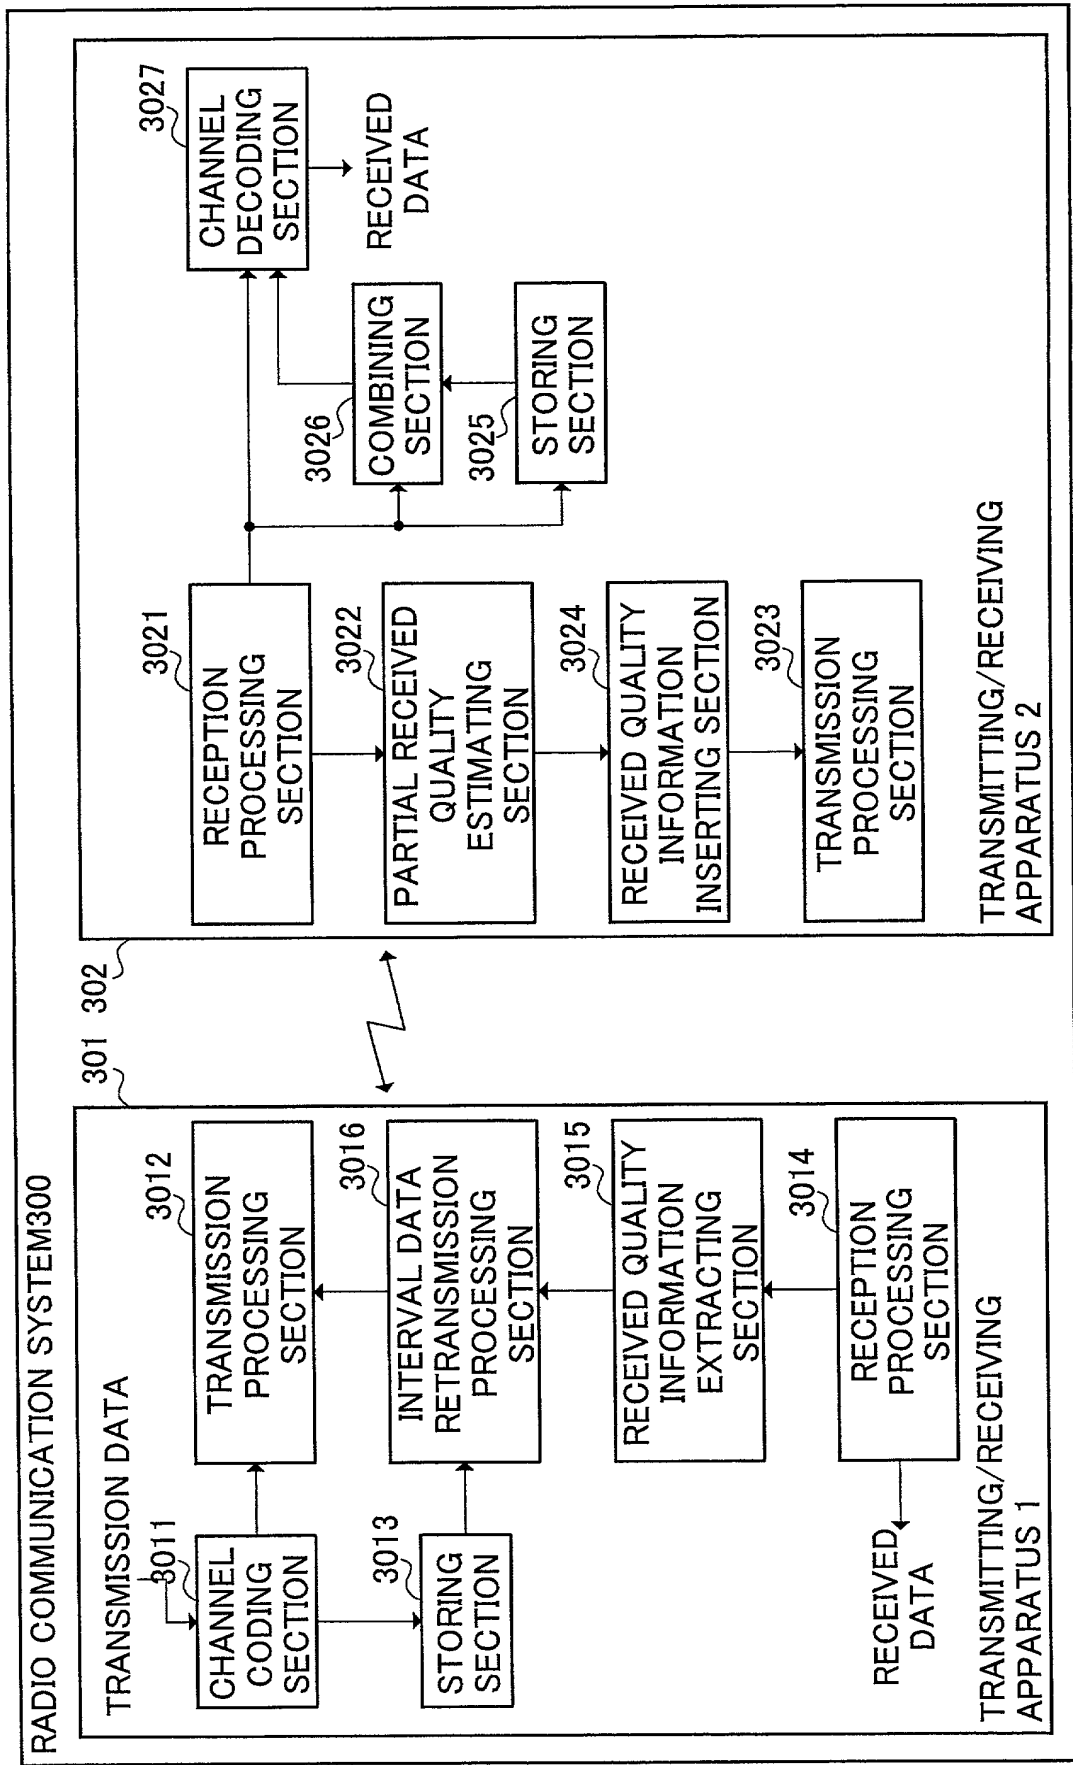 RADIO COMMUNICATION SYSTEM300
301
TRANSMISSION DATA
3011
CHANNEL
CODING
SECTION
3012
TRANSMISSION
PROCESSING
SECTION
3013
STORING
SECTION
3016
INTERVAL DATA
RETRANSMISSION
PROCESSING
SECTION
3015
RECEIVED QUALITY
INFORMATION
EXTRACTING
SECTION
3014
RECEPTION
PROCESSING
SECTION
RECEIVED
DATA
TRANSMITTING/RECEIVING
APPARATUS 1
302
3021
RECEPTION
PROCESSING
SECTION
3022
PARTIAL RECEIVED
QUALITY
ESTIMATING
SECTION
3024
RECEIVED QUALITY
INFORMATION
INSERTING SECTION
3023
TRANSMISSION
PROCESSING
SECTION
3027
CHANNEL
DECODING
SECTION
RECEIVED
DATA
3026
COMBINING
SECTION
3025
STORING
SECTION
TRANSMITTING/RECEIVING
APPARATUS 2